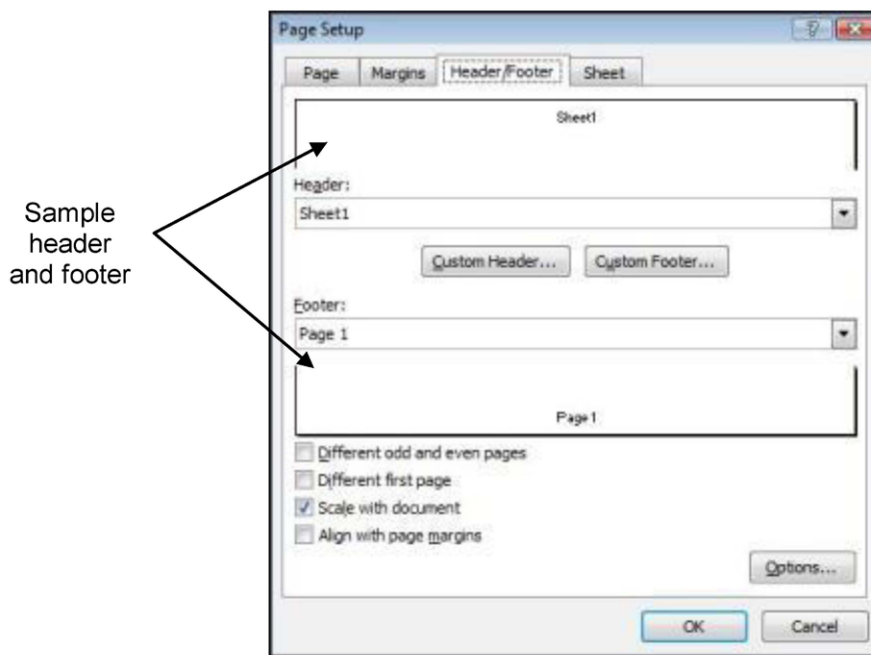 Page Setup
Page Margins Header/Footer Sheet
Sheet1
Header:
Sheet1
Sample
header
and footer
Custom Header... Custom Footer...
Footer:
Page 1
Page 1
Different odd and even pages
Different first page
Scale with document
Align with page margins
Options...
OK Cancel